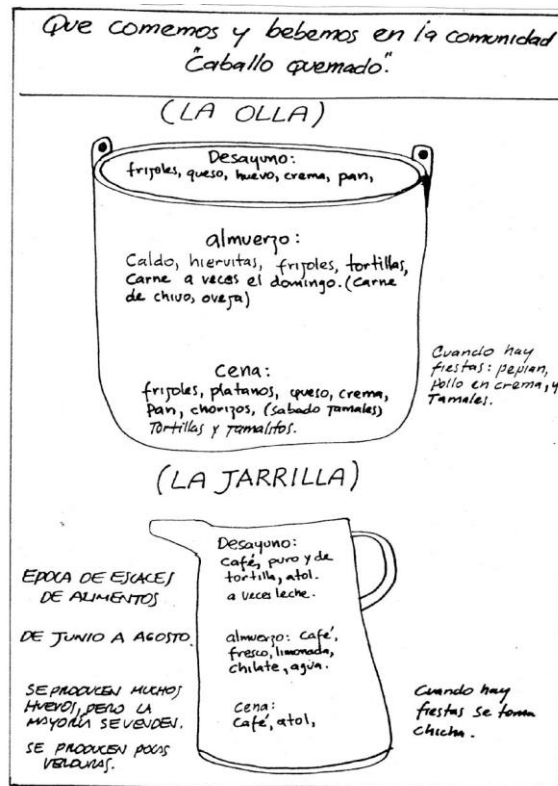 Que comemos y bebemos en la comunidad
"Caballo quemado".
(LA OLLA)
Desayuno:
frijoles, queso, huevo, crema, pan,
almuerzo:
Caldo, hiervitas, frijoles, tortillas,
Carne a veces el domingo. (carne
de chivo, oveja)
Cena:
frijoles, platanos, queso, crema,
Pan, chorizos, (sabado tamales)
Tortillas y Tamalitos.
Cuando hay
fiestas: pepian,
pollo en crema, y
Tamales.
(LA JARRILLA)
Desayuno:
Café, puro y de
tortilla, atol.
a veces leche.
almuerzo: Café,
fresco, limonada,
chilate, agua.
Cena:
Café, atol,
EPOCA DE ESCACES
DE ALIMENTOS
DE JUNIO A AGOSTO.
SE PRODUCEN MUCHOS
HUEVOS, PERO LA
MAYORÍA SE VENDEN.
SE PRODUCEN POCAS
VERDURAS.
Cuando hay
fiestas se toma
chicha.